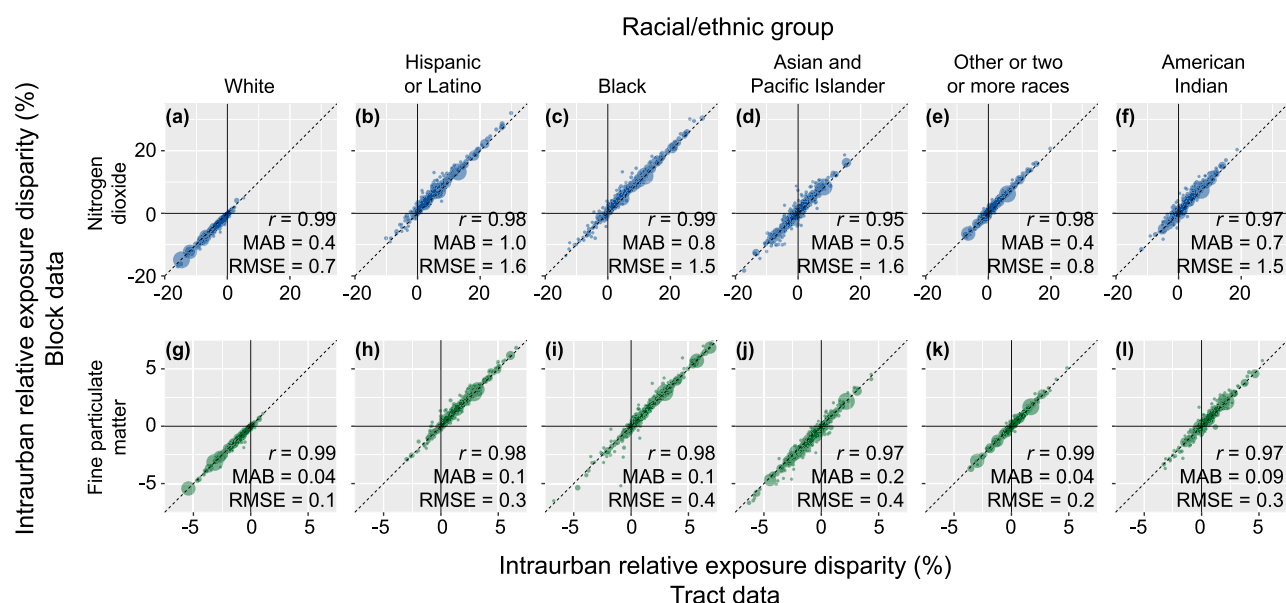 Racial/ethnic group
White
Hispanic
or Latino
Black
Asian and
Pacific Islander
Other or two
or more races
American
Indian
Intraurban relative exposure disparity (%)
Block data
Nitrogen
dioxide
(a)
(b)
(c)
(d)
(e)
(f)
20
0
−20
r = 0.99
MAB = 0.4
RMSE = 0.7
r = 0.98
MAB = 1.0
RMSE = 1.6
r = 0.99
MAB = 0.8
RMSE = 1.5
r = 0.95
MAB = 0.5
RMSE = 1.6
r = 0.98
MAB = 0.4
RMSE = 0.8
r = 0.97
MAB = 0.7
RMSE = 1.5
−20 0 20
−20 0 20
−20 0 20
−20 0 20
−20 0 20
−20 0 20
Fine particulate
matter
(g)
(h)
(i)
(j)
(k)
(l)
5
0
−5
r = 0.99
MAB = 0.04
RMSE = 0.1
r = 0.98
MAB = 0.1
RMSE = 0.3
r = 0.98
MAB = 0.1
RMSE = 0.4
r = 0.97
MAB = 0.2
RMSE = 0.4
r = 0.99
MAB = 0.04
RMSE = 0.2
r = 0.97
MAB = 0.09
RMSE = 0.3
−5 0 5
−5 0 5
−5 0 5
−5 0 5
−5 0 5
−5 0 5
Intraurban relative exposure disparity (%)
Tract data